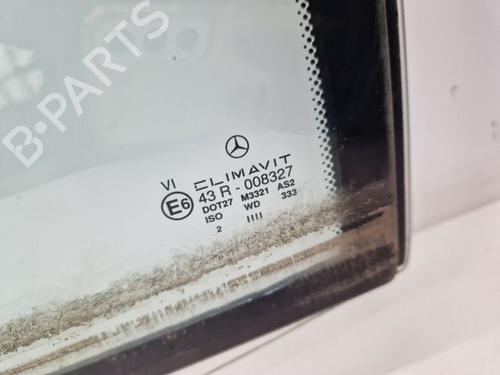 B-PARTS
VI
CLIMAVIT
E6 43 R - 008327
DOT27 M3321 AS2
ISO WD 333
2 IIII